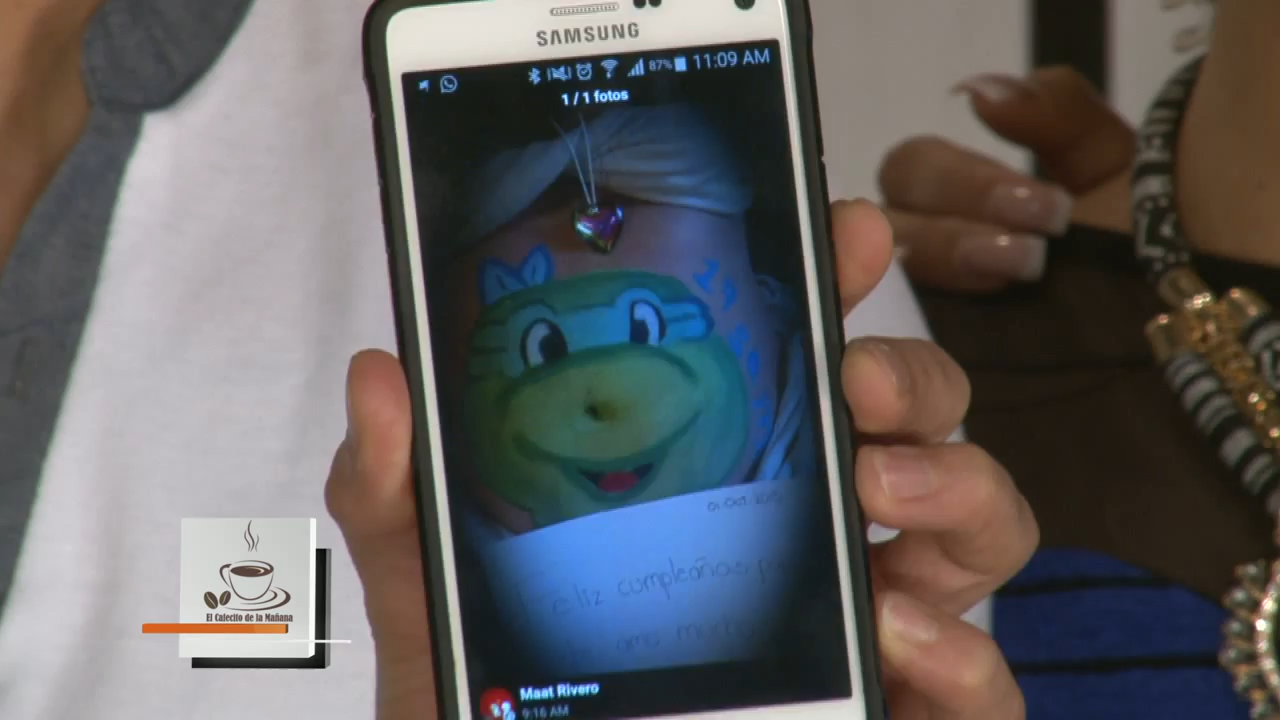 SAMSUNG
87% 11:09 AM
1 / 1 fotos
Feliz cumpleaños
amo
Maat Rivero
9:16 AM
El Cafecito de la Mañana